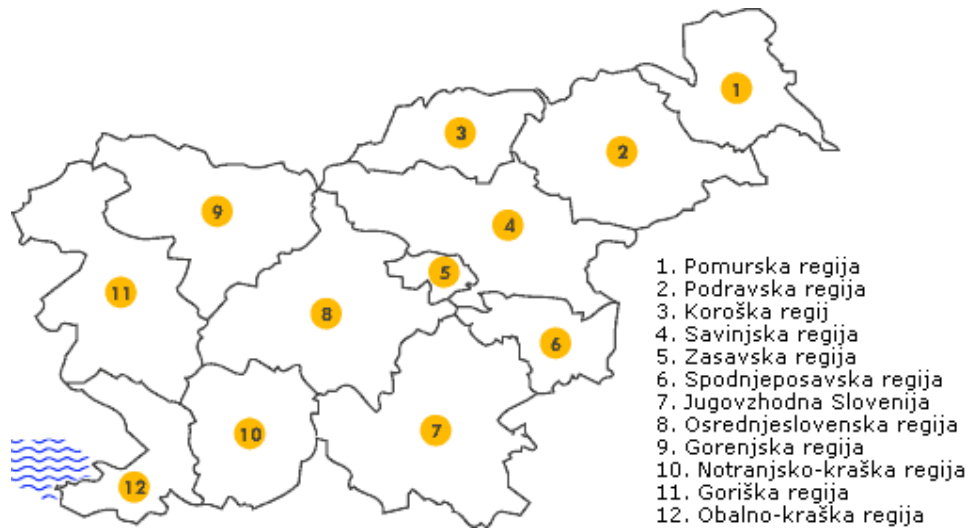 1
2
3
4
5
6
7
8
9
10
11
12
1. Pomurska regija
2. Podravska regija
3. Koroška regij
4. Savinjska regija
5. Zasavska regija
6. Spodnjeposavska regija
7. Jugovzhodna Slovenija
8. Osrednjeslovenska regija
9. Gorenjska regija
10. Notranjsko-kraška regija
11. Goriška regija
12. Obalno-kraška regija